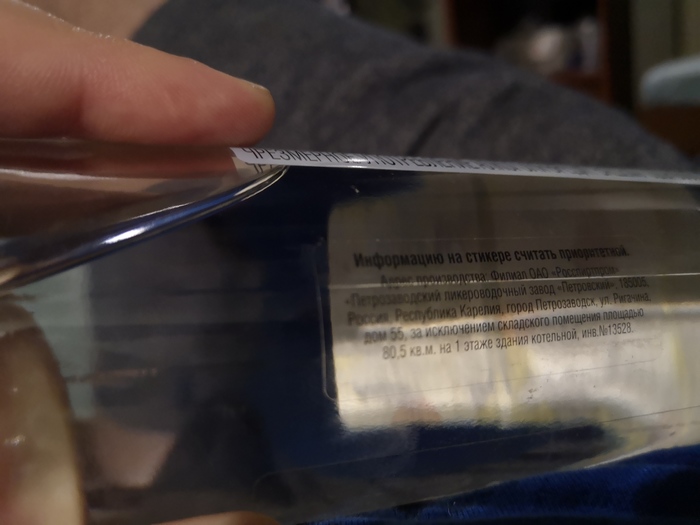 ЧРЕЗМЕРНОЕ ПОТРЕБЛЕНИЕ
Информацию на стикере считать приоритетной.
Адрес производства: Филиал ОАО «Росспиртпром»
«Петрозаводский ликероводочный завод «Петровский», 185005,
Россия, Республика Карелия, город Петрозаводск, ул. Ригачина,
дом 55, за исключением складского помещения площадью
80,5 кв.м. на 1 этаже здания котельной, инв.№13528.